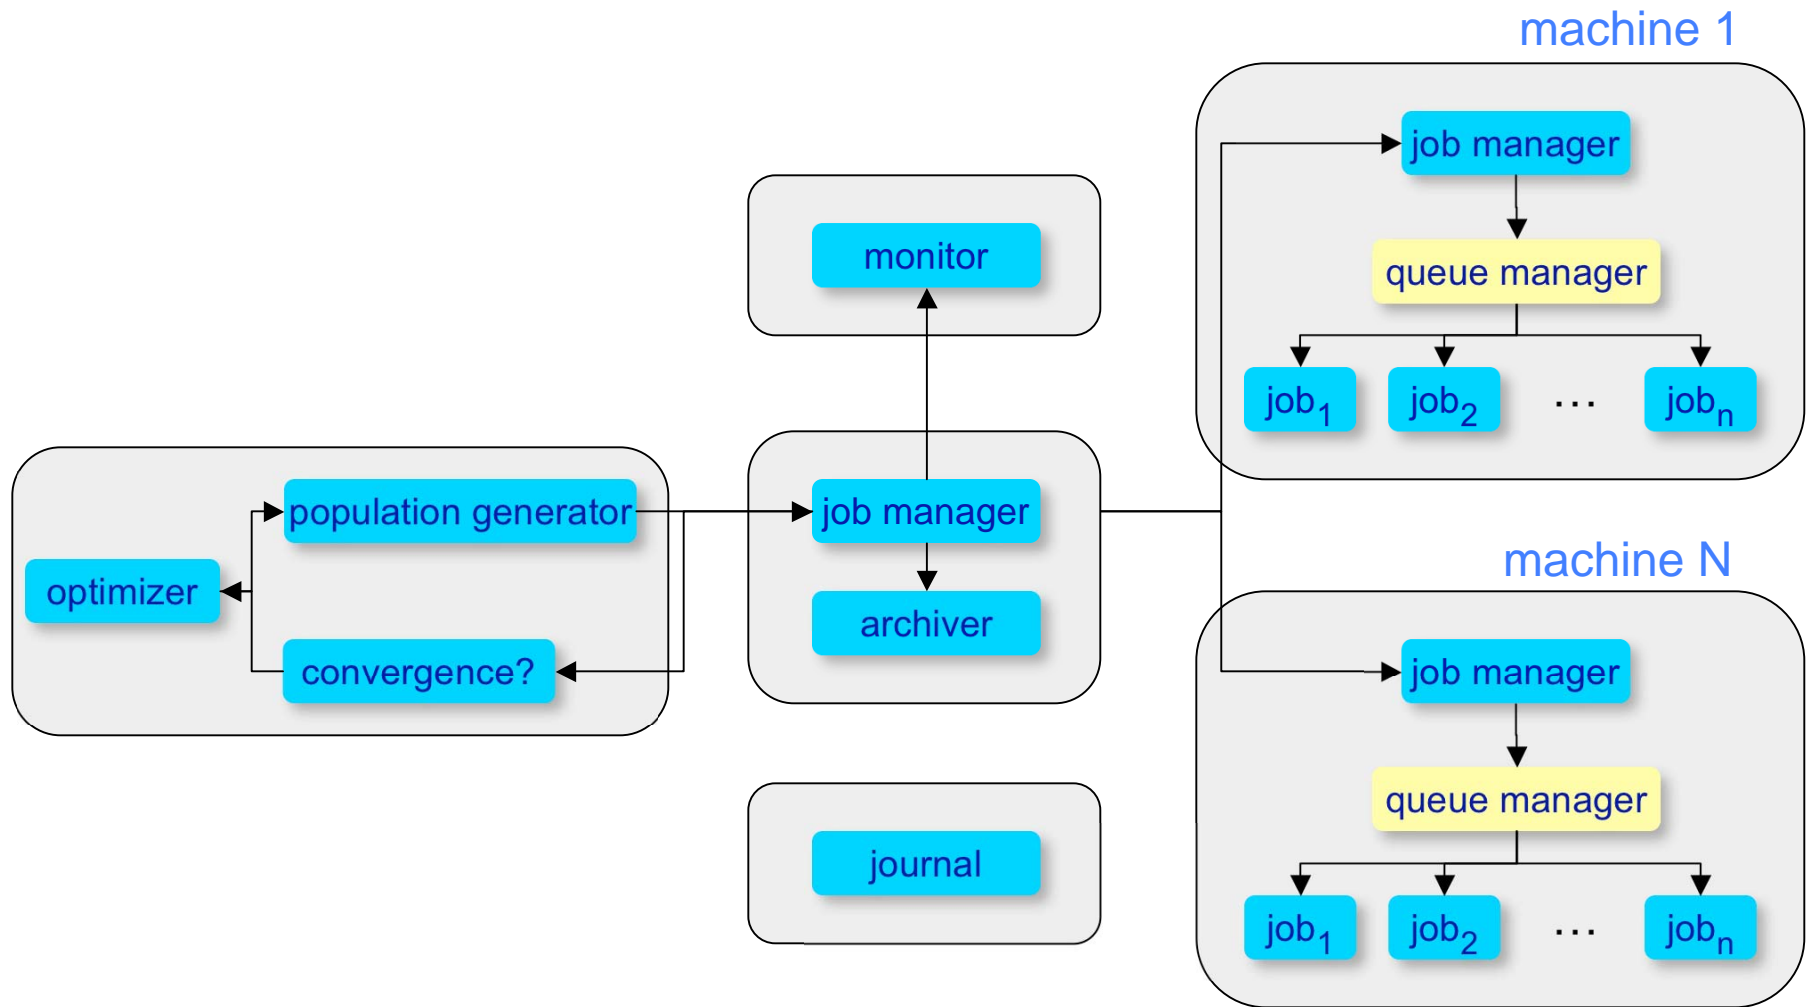 machine 1
job manager
monitor
queue manager
job1
job2
...
jobn
population generator
job manager
optimizer
archiver
convergence?
machine N
job manager
queue manager
journal
job1
job2
...
jobn